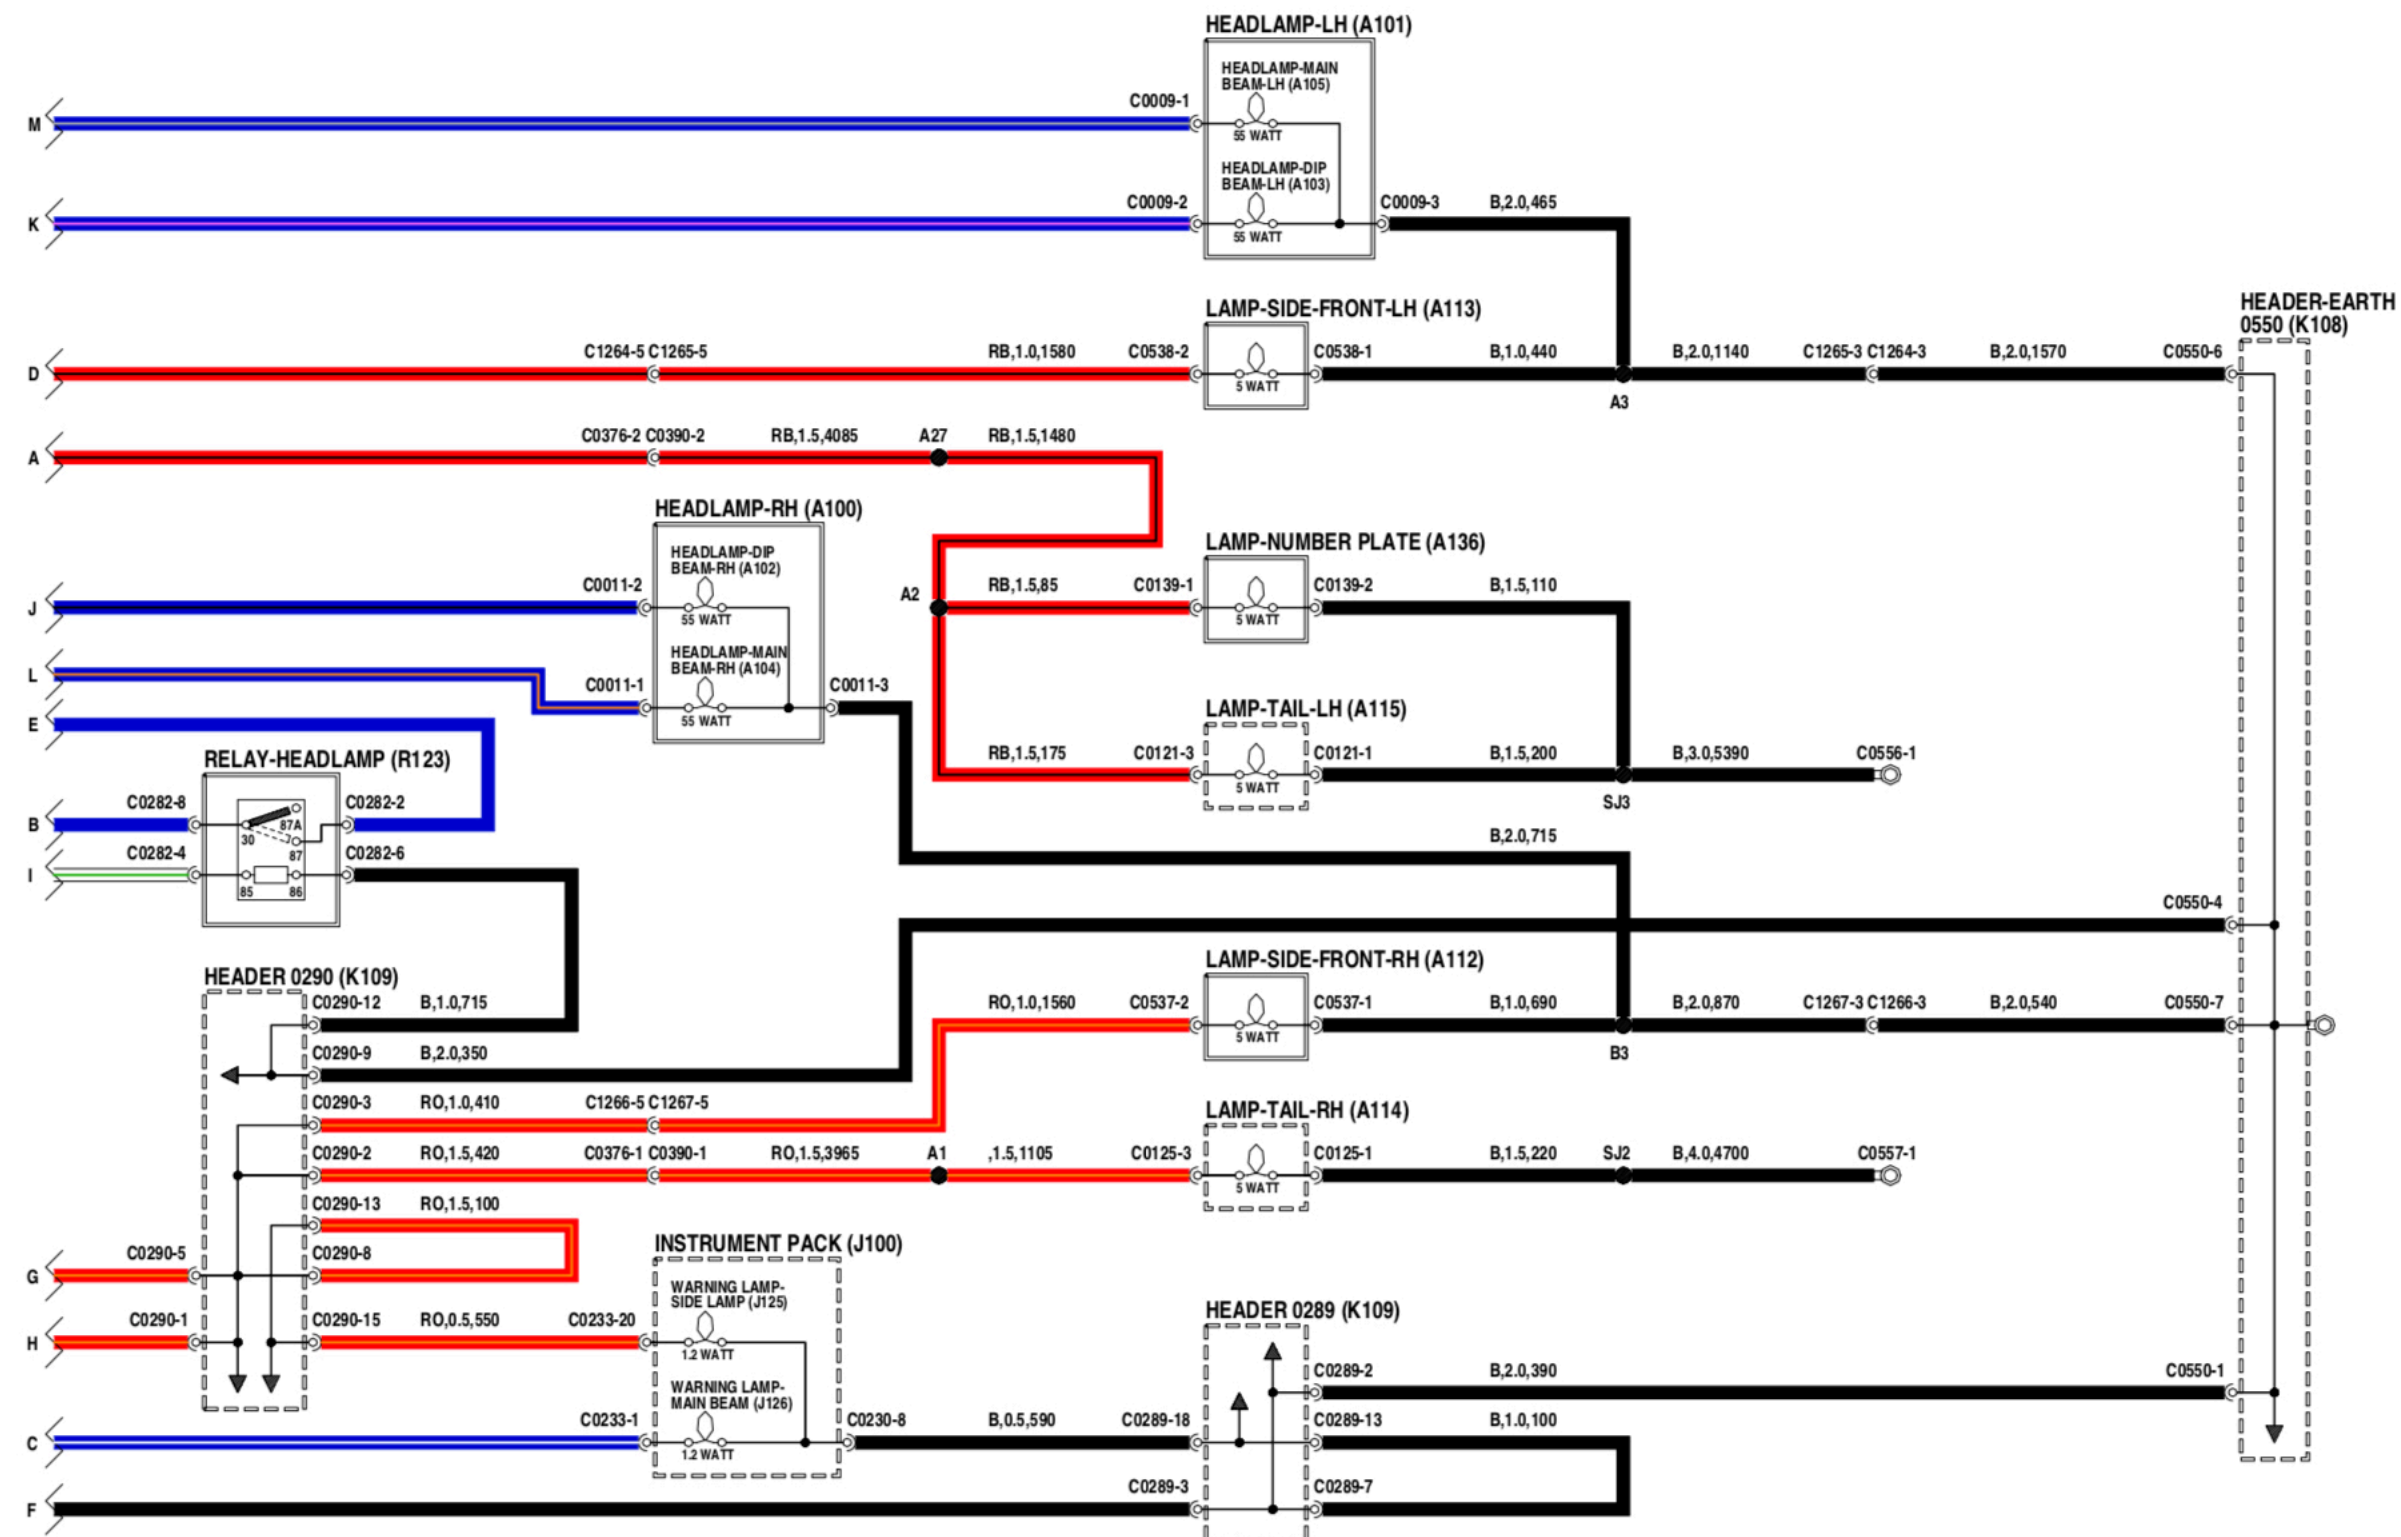 HEADLAMP-LH (A101)
HEADLAMP-MAIN
BEAM-LH (A105)
C0009-1
M
55 WATT
HEADLAMP-DIP
BEAM-LH (A103)
C0009-2
C0009-3
B,2.0,465
K
55 WATT
HEADER-EARTH
0550 (K108)
LAMP-SIDE-FRONT-LH (A113)
C1264-5 C1265-5
RB,1.0,1580
C0538-2
C0538-1
B,1.0,440
B,2.0,1140
C1265-3 C1264-3
B,2.0,1570
C0550-6
D
5 WATT
A3
C0376-2 C0390-2
RB,1.5,4085
A27
RB,1.5,1480
A
HEADLAMP-RH (A100)
LAMP-NUMBER PLATE (A136)
HEADLAMP-DIP
BEAM-RH (A102)
C0011-2
A2
RB,1.5,85
C0139-1
C0139-2
B,1.5,110
J
55 WATT
5 WATT
HEADLAMP-MAIN
BEAM-RH (A104)
L
C0011-1
C0011-3
55 WATT
LAMP-TAIL-LH (A115)
E
RELAY-HEADLAMP (R123)
RB,1.5,175
C0121-3
C0121-1
B,1.5,200
B,3.0,5390
C0556-1
5 WATT
SJ3
C0282-8
C0282-2
B
87A
30
87
B,2.0,715
C0282-4
C0282-6
I
85
86
C0550-4
HEADER 0290 (K109)
LAMP-SIDE-FRONT-RH (A112)
C0290-12
B,1.0,715
RO,1.0,1560
C0537-2
C0537-1
B,1.0,690
B,2.0,870
C1267-3 C1266-3
B,2.0,540
C0550-7
5 WATT
B3
C0290-9
B,2.0,350
C0290-3
RO,1.0,410
C1266-5 C1267-5
LAMP-TAIL-RH (A114)
C0290-2
RO,1.5,420
C0376-1 C0390-1
RO,1.5,3965
A1
,1.5,1105
C0125-3
C0125-1
B,1.5,220
SJ2
B,4.0,4700
C0557-1
5 WATT
C0290-13
RO,1.5,100
INSTRUMENT PACK (J100)
C0290-5
C0290-8
G
WARNING LAMP-
SIDE LAMP (J125)
C0290-1
C0290-15
RO,0.5,550
C0233-20
H
1.2 WATT
HEADER 0289 (K109)
C0289-2
B,2.0,390
C0550-1
WARNING LAMP-
MAIN BEAM (J126)
C0233-1
C0230-8
B,0.5,590
C0289-18
C0289-13
B,1.0,100
C
1.2 WATT
C0289-3
C0289-7
F